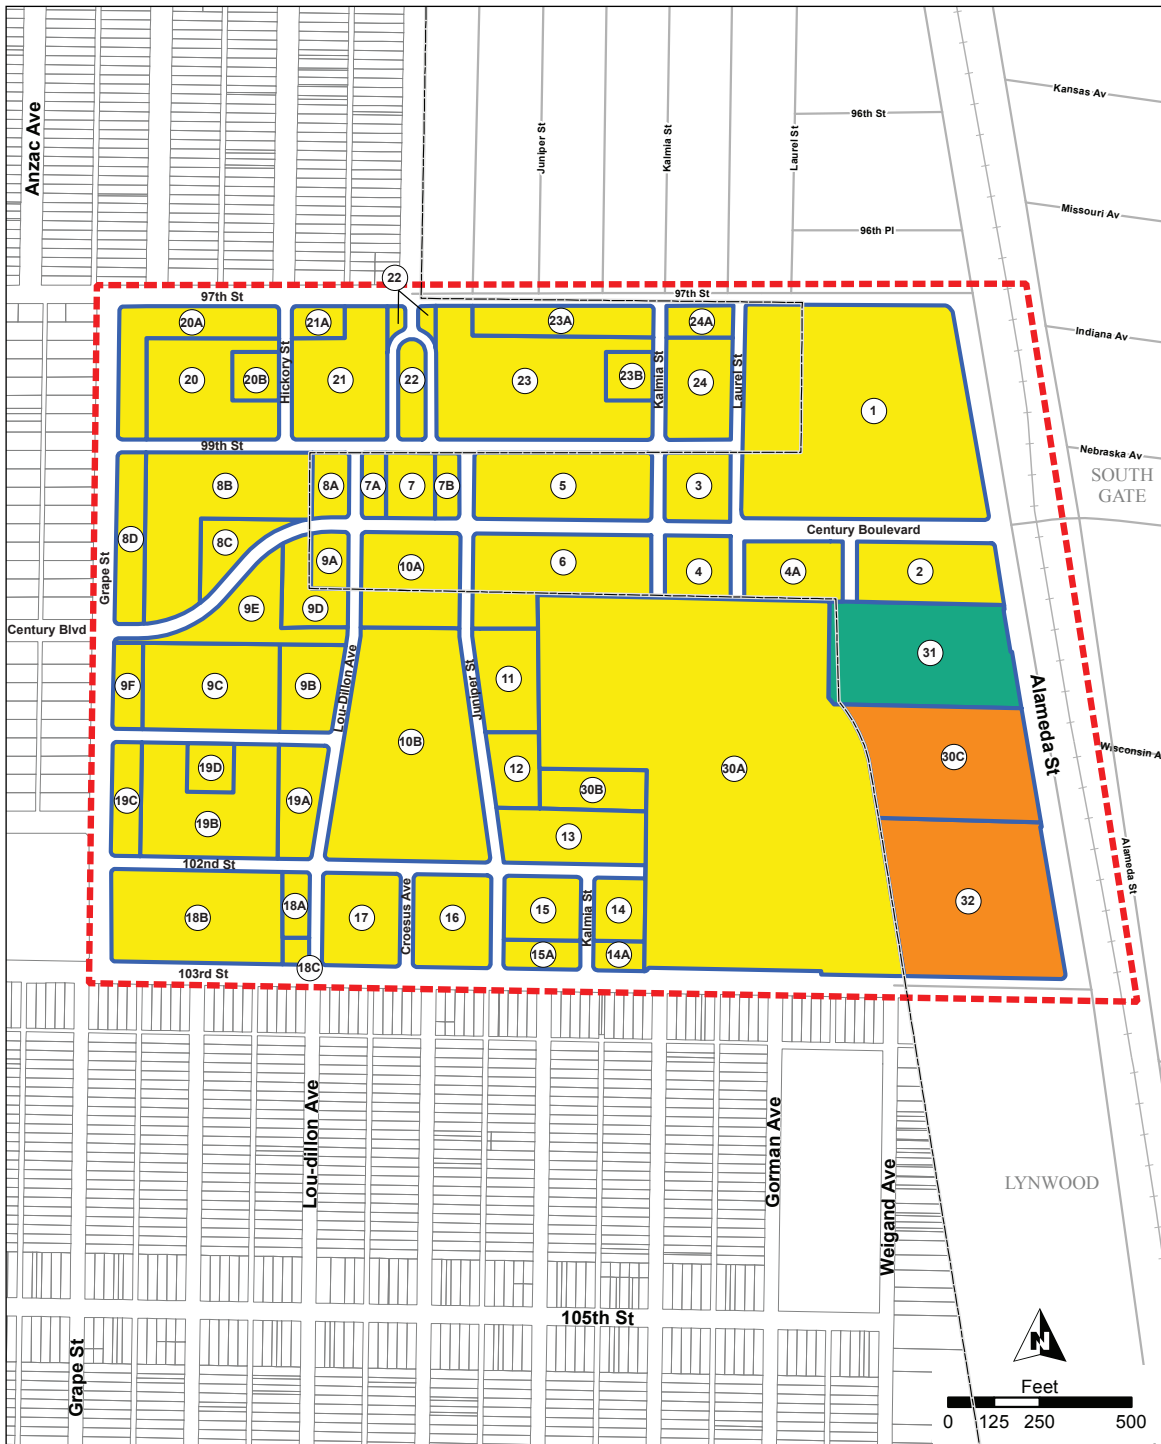 Anzac Ave
Juniper St
Kalmia St
Laurel St
96th St
96th Pl
Kansas Av
Missouri Av
Indiana Av
Nebraska Av
SOUTH
GATE
22
97th St
97th St
20A
21A
23A
24A
20
20B
Hickory St
21
22
23
23B
Kalmia St
24
Laurel St
1
99th St
8B
8A
7A
7
7B
5
3
8D
8C
Century Boulevard
Grape St
9A
10A
6
4
4A
2
9E
9D
Century Blvd
31
9F
9C
9B
Lou-Dillon Ave
Juniper St
11
Alameda St
10B
19D
12
30A
30C
Wisconsin A
19C
19B
19A
30B
13
102nd St
Alameda St
18B
18A
17
Croesus Ave
16
15
Kalmia St
14
32
15A
14A
18C
103rd St
Lou-dillon Ave
Gorman Ave
Weigand Ave
LYNWOOD
105th St
Grape St
N
Feet
0 125 250 500